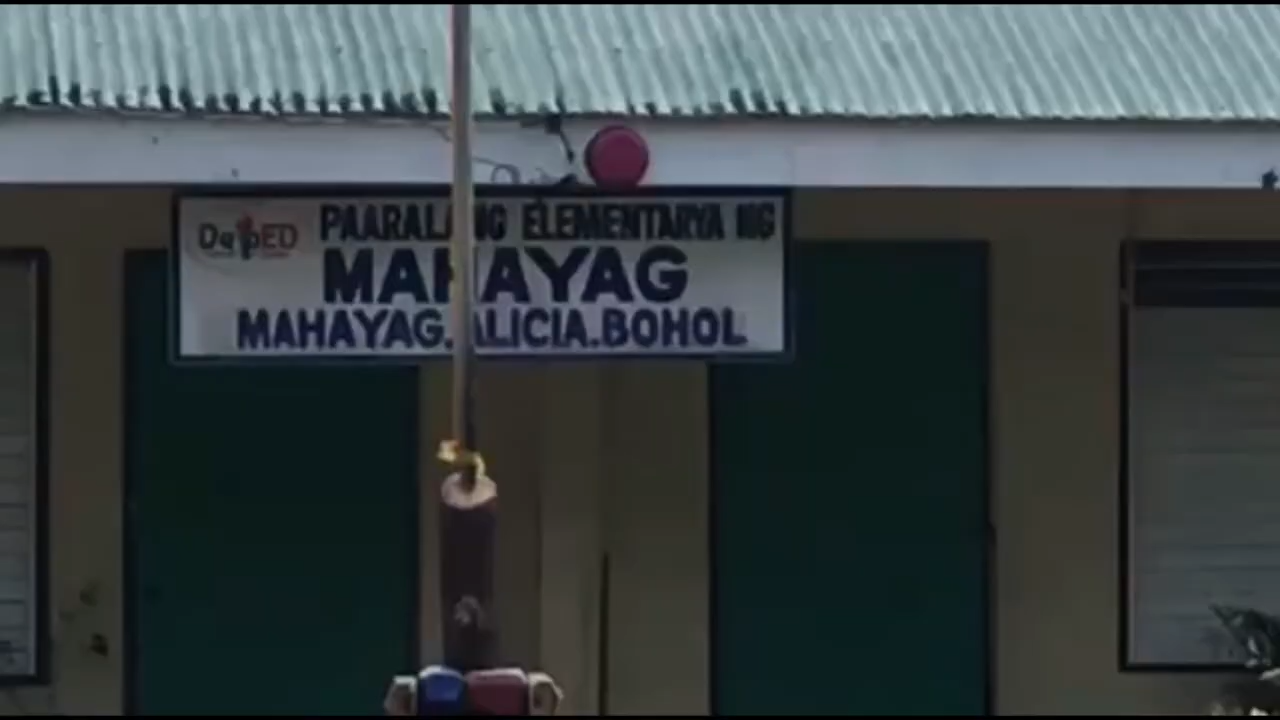 DepED
PAARALANG ELEMENTARYA NG
MAHAYAG
MAHAYAG, ALICIA, BOHOL